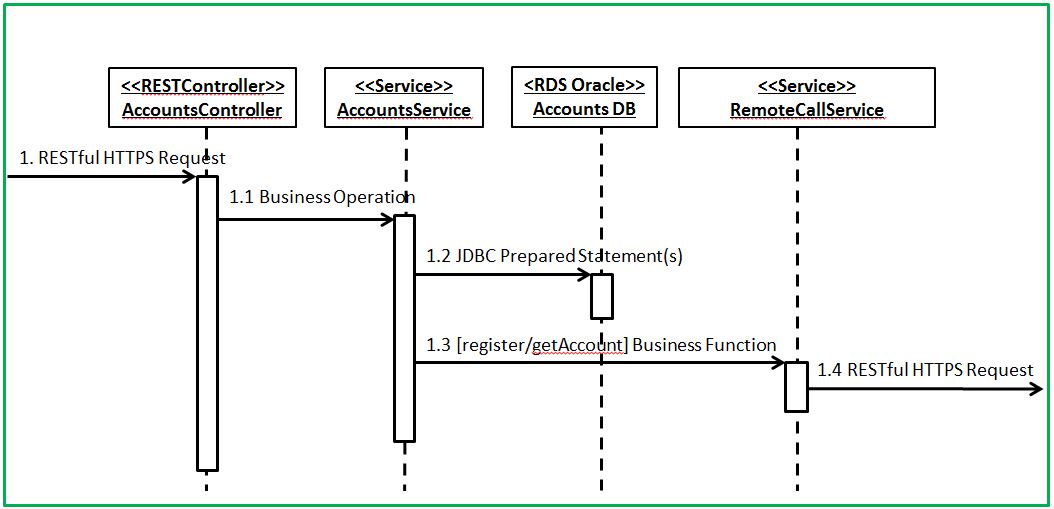 <<RESTController>>
AccountsController
<<Service>>
AccountsService
<<RDS Oracle>>
Accounts DB
<<Service>>
RemoteCallService
1. RESTful HTTPS Request
1.1 Business Operation
1.2 JDBC Prepared Statement(s)
1.3 [register/getAccount] Business Function
1.4 RESTful HTTPS Request